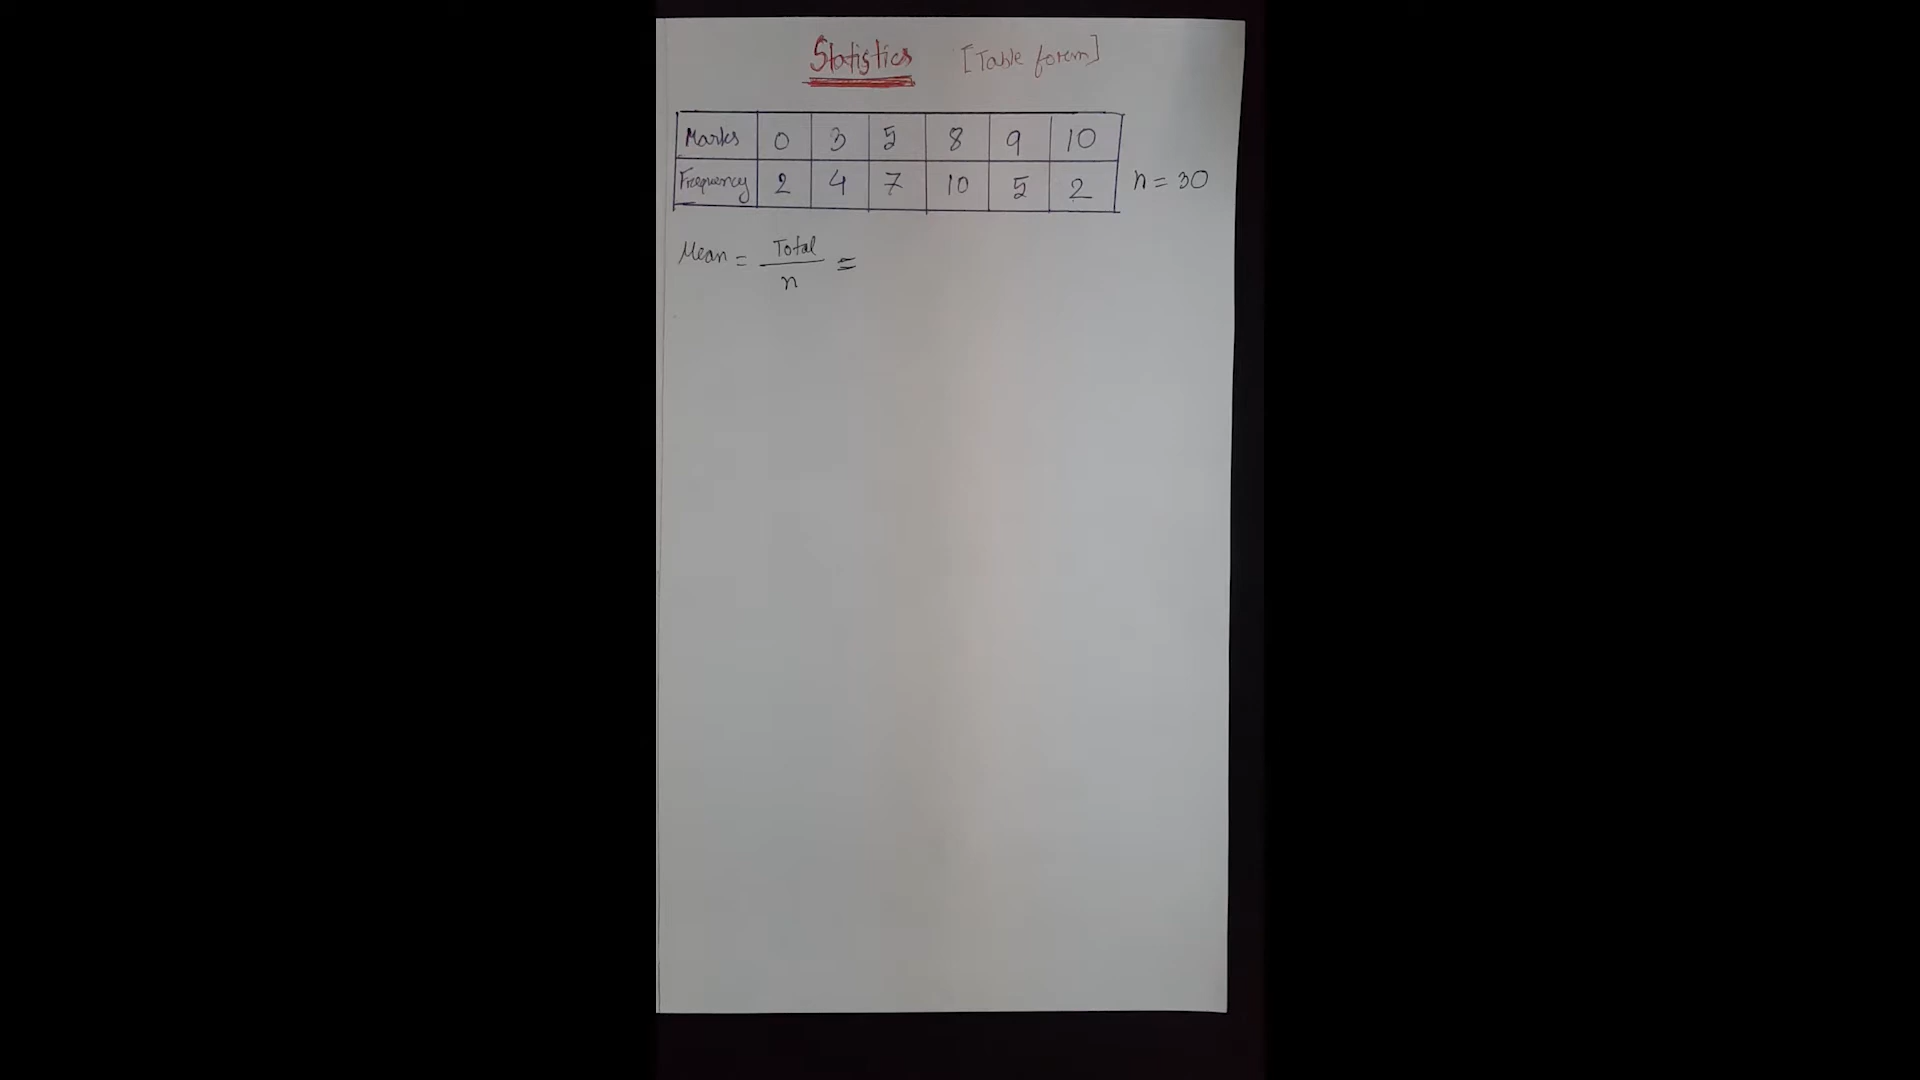 Statistics [Table form]
Marks 0 3 5 8 9 10
Frequency 2 4 7 10 5 2 n = 30
Mean = Total / n =